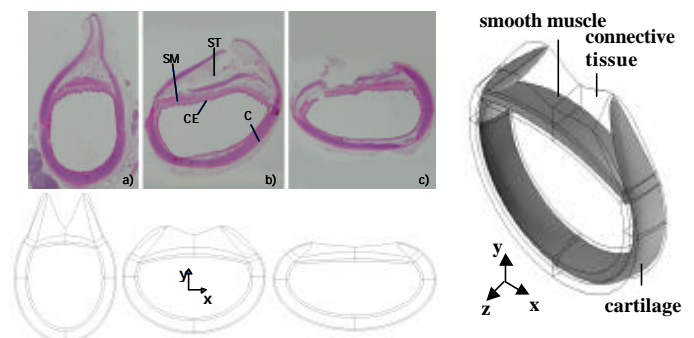 ST
SM
CE
C
a)
b)
c)
y
x
smooth muscle
connective
tissue
y
z
x
cartilage